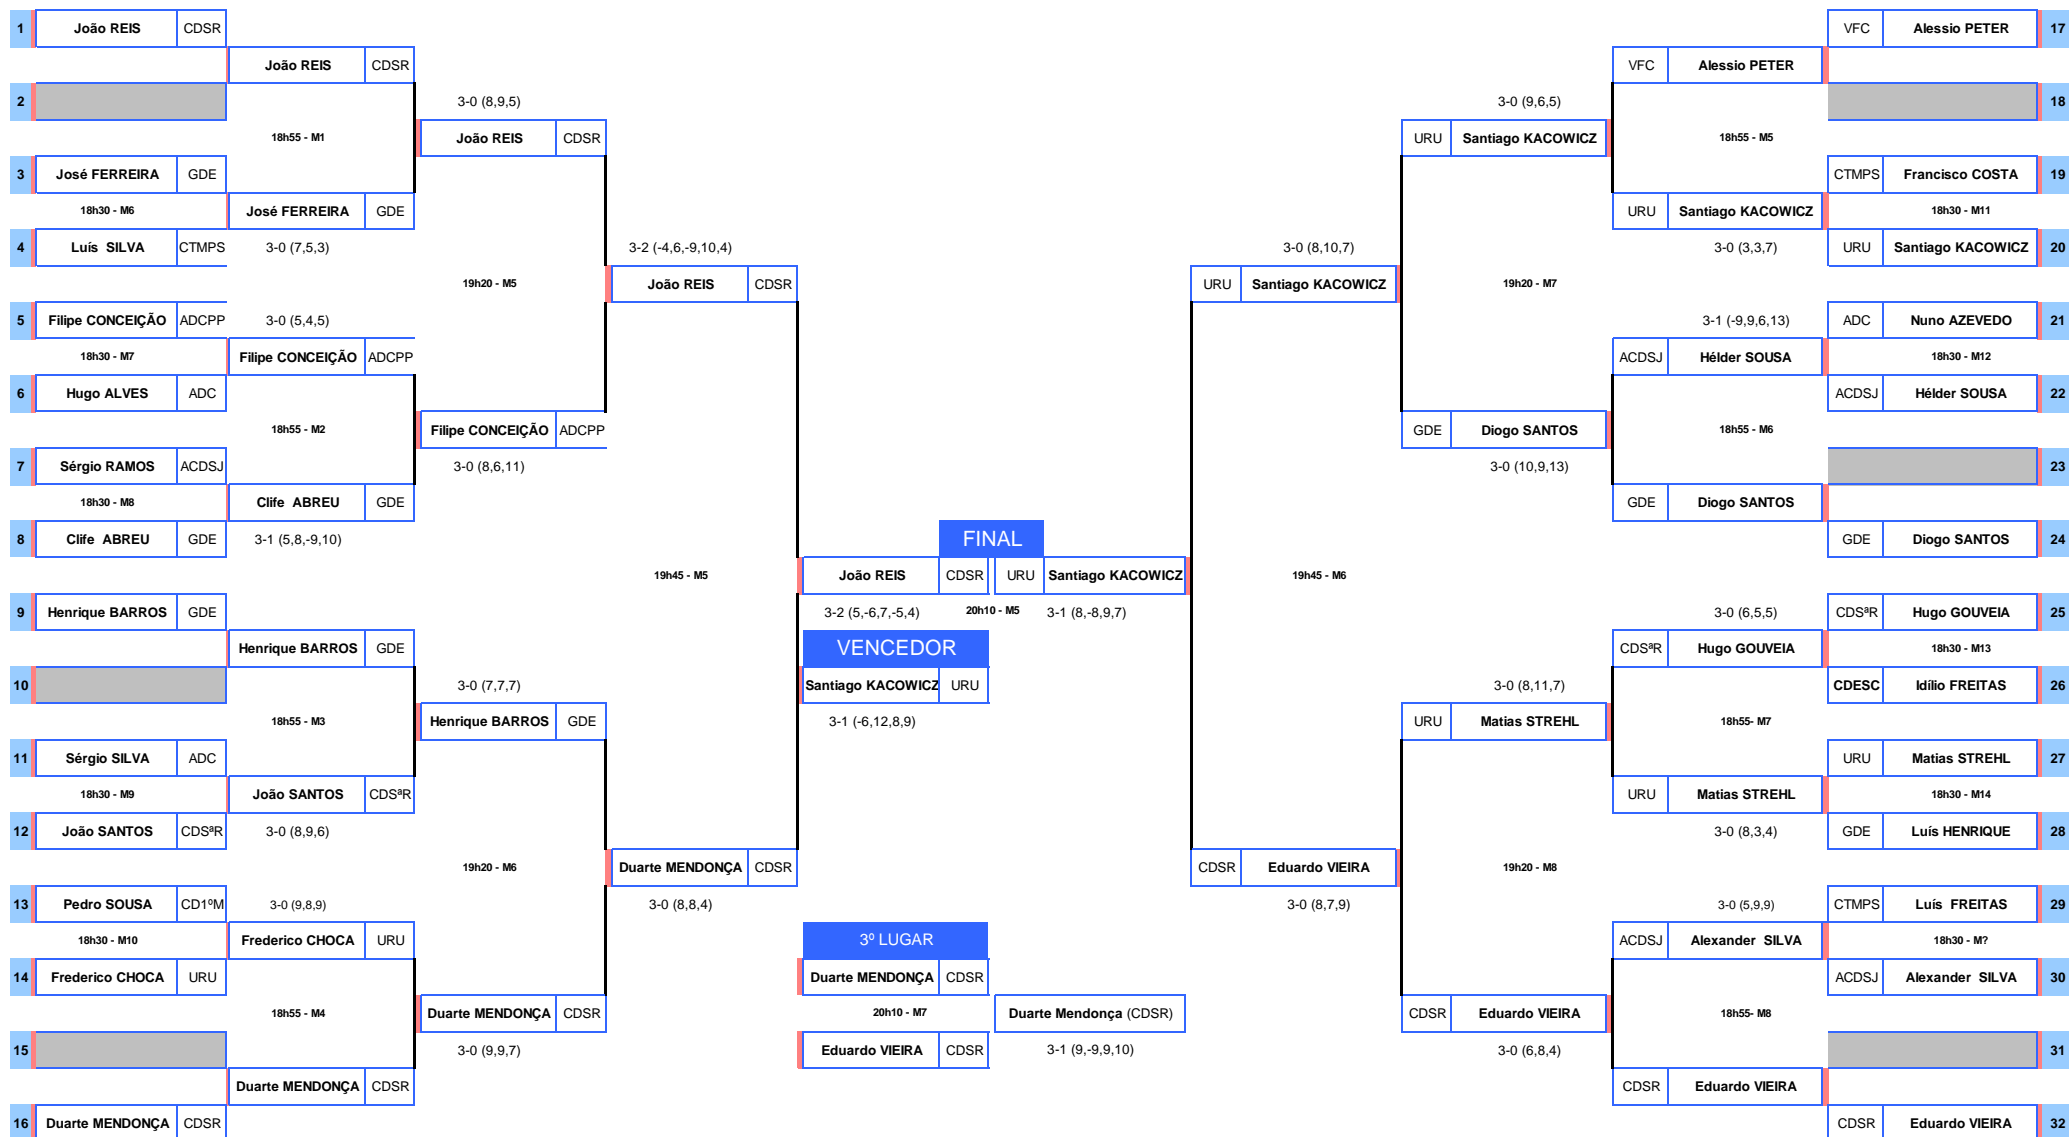 1 João REIS CDSR VFC Alessio PETER 17
João REIS CDSR VFC Alessio PETER
2 3-0 (8,9,5) 3-0 (9,6,5) 18
18h55 - M1 João REIS CDSR URU Santiago KACOWICZ 18h55 - M5
3 José FERREIRA GDE CTMPS Francisco COSTA 19
18h30 - M6 José FERREIRA GDE URU Santiago KACOWICZ 18h30 - M11
4 Luís SILVA CTMPS 3-0 (7,5,3) 3-2 (-4,6,-9,10,4) 3-0 (8,10,7) 3-0 (3,3,7) URU Santiago KACOWICZ 20
19h20 - M5 João REIS CDSR URU Santiago KACOWICZ 19h20 - M7
5 Filipe CONCEIÇÃO ADCPP 3-0 (5,4,5) 3-1 (-9,9,6,13) ADC Nuno AZEVEDO 21
18h30 - M7 Filipe CONCEIÇÃO ADCPP ACDSJ Hélder SOUSA 18h30 - M12
6 Hugo ALVES ADC ACDSJ Hélder SOUSA 22
18h55 - M2 Filipe CONCEIÇÃO ADCPP GDE Diogo SANTOS 18h55 - M6
7 Sérgio RAMOS ACDSJ 3-0 (8,6,11) 3-0 (10,9,13) 23
18h30 - M8 Clife ABREU GDE GDE Diogo SANTOS
8 Clife ABREU GDE 3-1 (5,8,-9,10) FINAL GDE Diogo SANTOS 24
19h45 - M5 João REIS CDSR URU Santiago KACOWICZ 19h45 - M6
9 Henrique BARROS GDE 3-2 (5,-6,7,-5,4) 20h10 - M5 3-1 (8,-8,9,7) 3-0 (6,5,5) CDSªR Hugo GOUVEIA 25
Henrique BARROS GDE VENCEDOR CDSªR Hugo GOUVEIA 18h30 - M13
10 3-0 (7,7,7) Santiago KACOWICZ URU 3-0 (8,11,7) CDESC Idílio FREITAS 26
18h55 - M3 Henrique BARROS GDE 3-1 (-6,12,8,9) URU Matias STREHL 18h55- M7
11 Sérgio SILVA ADC URU Matias STREHL 27
18h30 - M9 João SANTOS CDSªR URU Matias STREHL 18h30 - M14
12 João SANTOS CDSªR 3-0 (8,9,6) 3-0 (8,3,4) GDE Luís HENRIQUE 28
19h20 - M6 Duarte MENDONÇA CDSR CDSR Eduardo VIEIRA 19h20 - M8
13 Pedro SOUSA CD1ºM 3-0 (9,8,9) 3-0 (8,8,4) 3-0 (8,7,9) 3-0 (5,9,9) CTMPS Luís FREITAS 29
18h30 - M10 Frederico CHOCA URU 3º LUGAR ACDSJ Alexander SILVA 18h30 - M?
14 Frederico CHOCA URU Duarte MENDONÇA CDSR ACDSJ Alexander SILVA 30
18h55 - M4 Duarte MENDONÇA CDSR 20h10 - M7 Duarte Mendonça (CDSR) CDSR Eduardo VIEIRA 18h55- M8
15 3-0 (9,9,7) Eduardo VIEIRA CDSR 3-1 (9,-9,9,10) 3-0 (6,8,4) 31
Duarte MENDONÇA CDSR CDSR Eduardo VIEIRA
16 Duarte MENDONÇA CDSR CDSR Eduardo VIEIRA 32